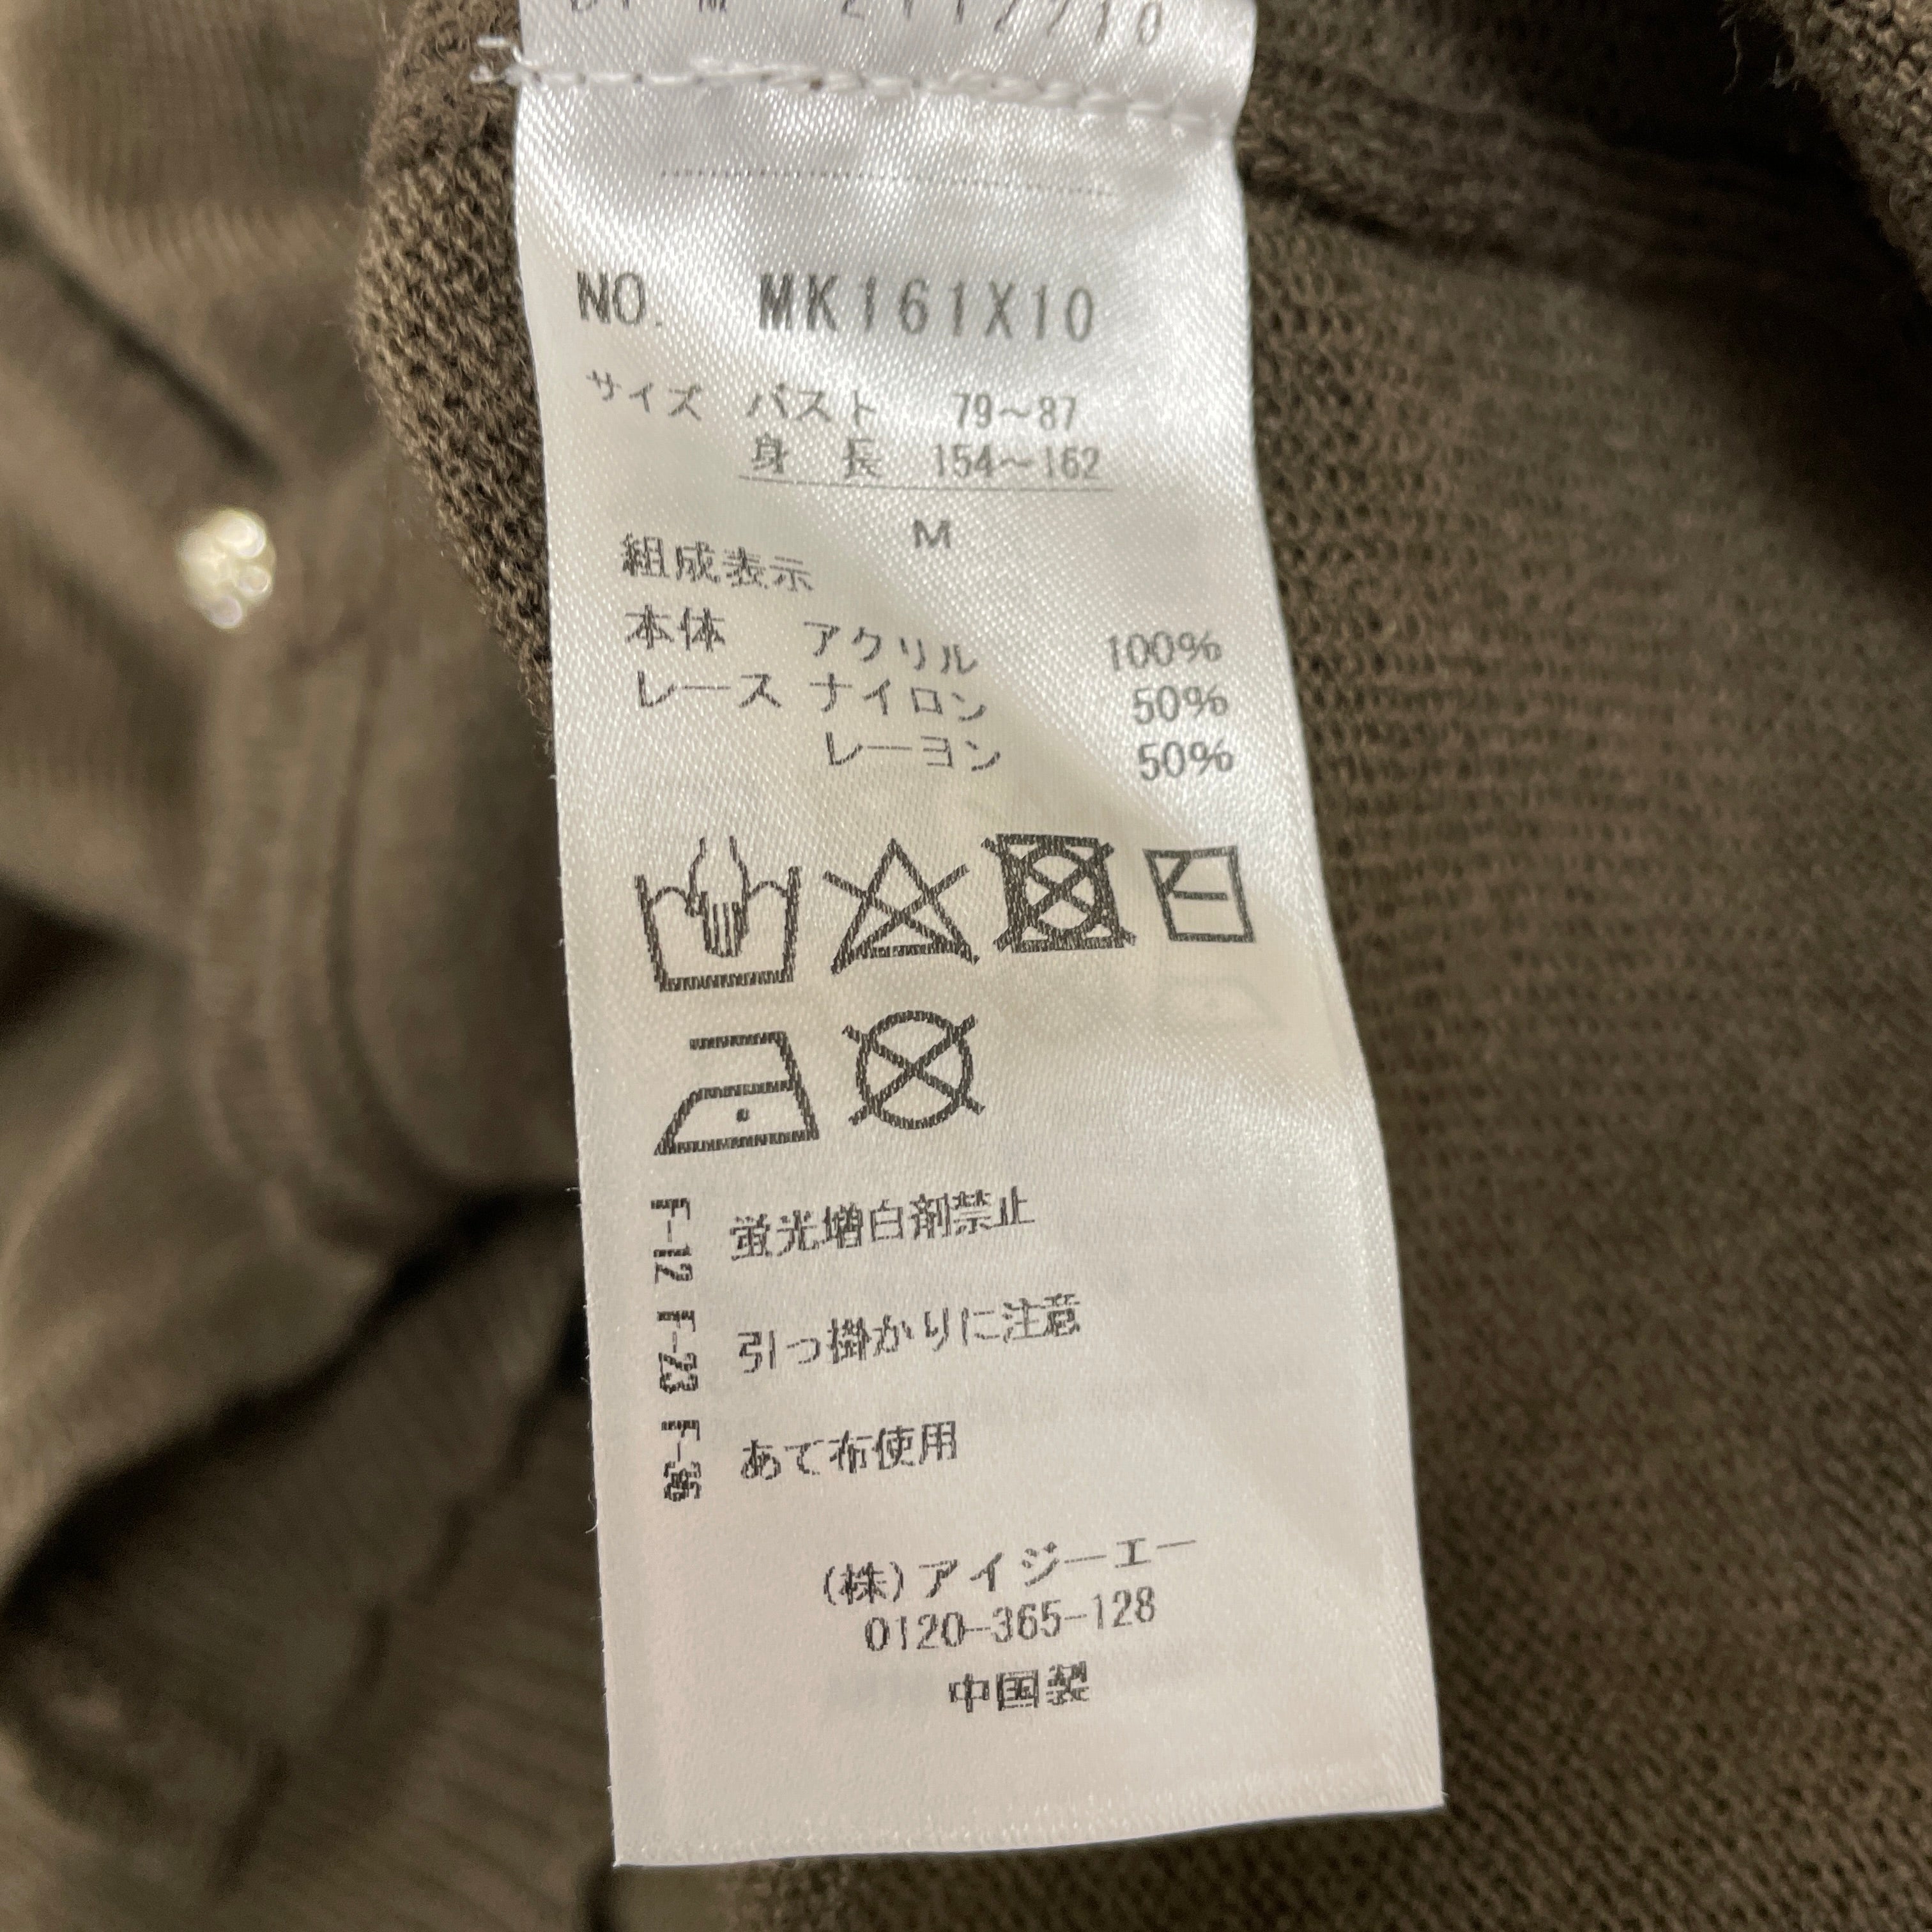 NO. MK161X10
サイズ バスト 79～87
身 長 154～162
M
組成表示
本体 アクリル 100%
レース ナイロン 50%
レーヨン 50%
F-12 蛍光増白剤禁止
F-23 引っ掛かりに注意
F-36 あて布使用
(株)アイジーエー
0120-365-128
中国製